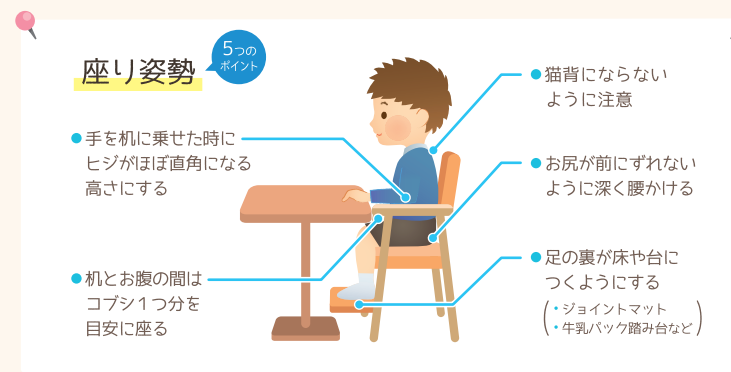 座り姿勢
5つの
ポイント
●手を机に乗せた時に
ヒジがほぼ直角になる
高さにする
●机とお腹の間は
コブシ１つ分を
目安に座る
●猫背にならない
ように注意
●お尻が前にずれない
ように深く腰かける
●足の裏が床や台に
つくようにする
(・ジョイントマット
・牛乳パック踏み台など)